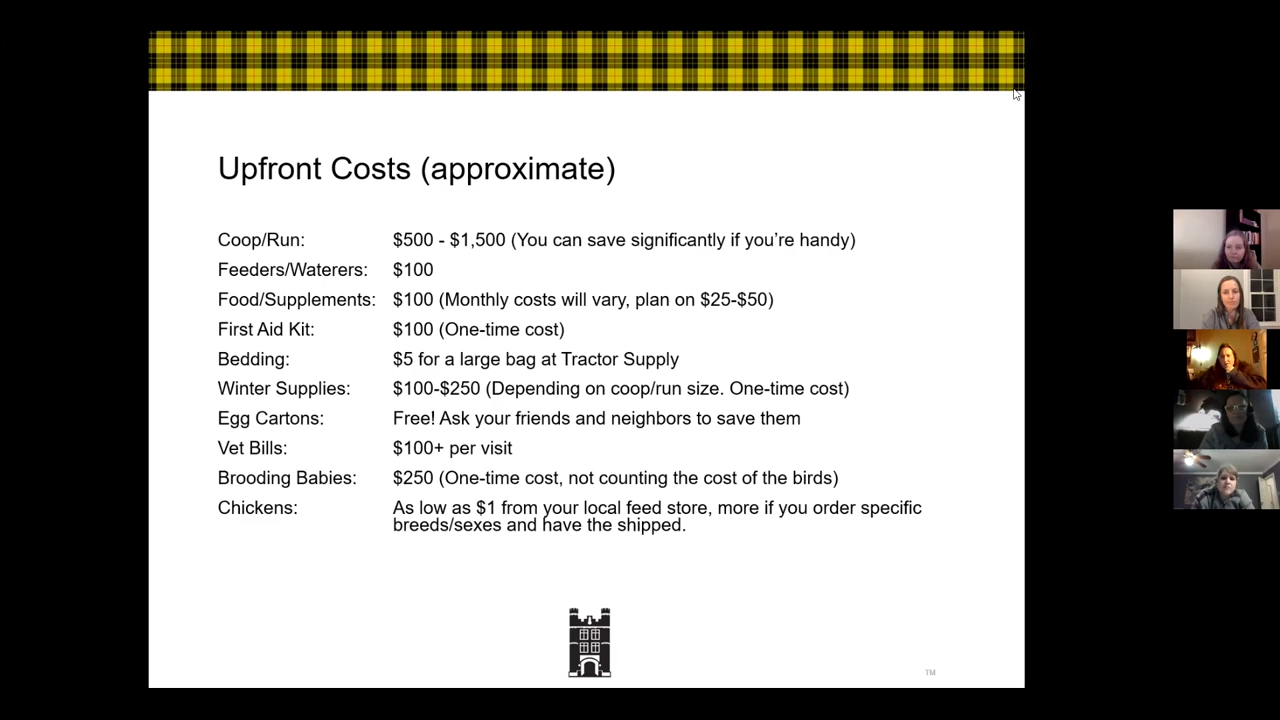 Upfront Costs (approximate)
Coop/Run: $500 - $1,500 (You can save significantly if you’re handy)
Feeders/Waterers: $100
Food/Supplements: $100 (Monthly costs will vary, plan on $25-$50)
First Aid Kit: $100 (One-time cost)
Bedding: $5 for a large bag at Tractor Supply
Winter Supplies: $100-$250 (Depending on coop/run size. One-time cost)
Egg Cartons: Free! Ask your friends and neighbors to save them
Vet Bills: $100+ per visit
Brooding Babies: $250 (One-time cost, not counting the cost of the birds)
Chickens: As low as $1 from your local feed store, more if you order specific
breeds/sexes and have the shipped.
TM